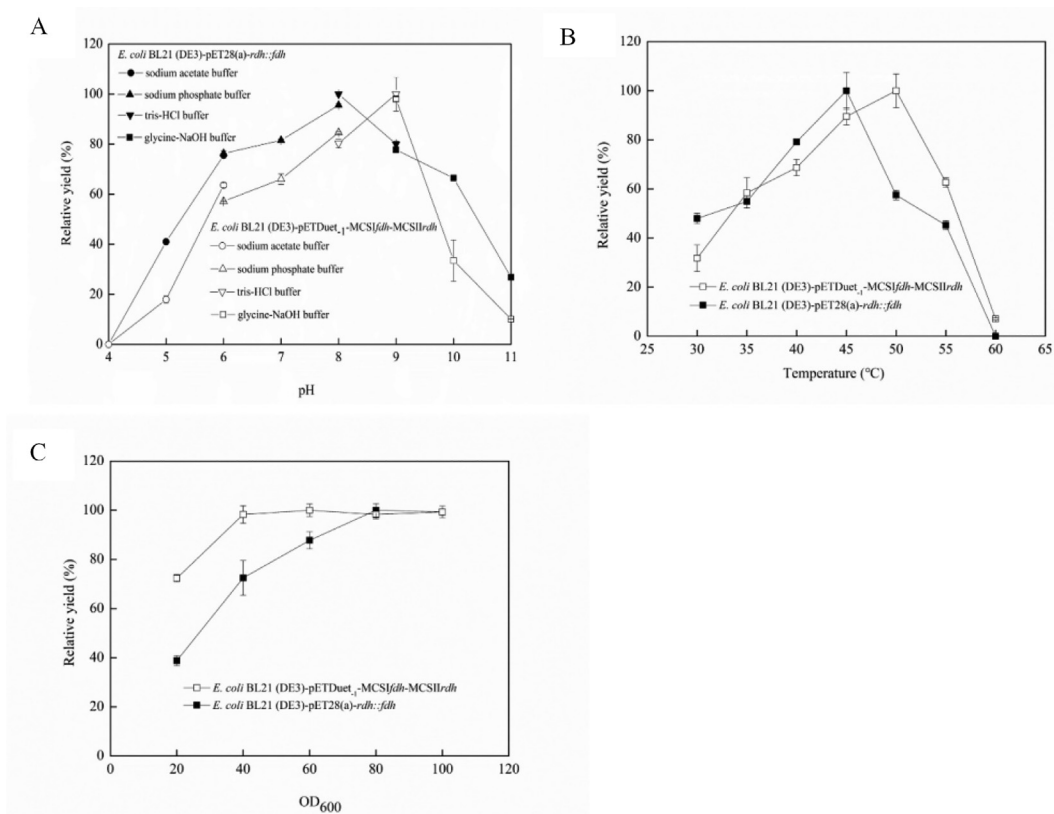 A
120
100
80
60
40
20
0
Relative yield (%)
E. coli BL21 (DE3)-pET28(a)-rdh::fdh
sodium acetate buffer
sodium phosphate buffer
tris-HCl buffer
glycine-NaOH buffer
E. coli BL21 (DE3)-pETDuet-1-MCSIfdh-MCSIIrdh
sodium acetate buffer
sodium phosphate buffer
tris-HCl buffer
glycine-NaOH buffer
4 5 6 7 8 9 10 11
pH
B
120
100
80
60
40
20
0
Relative yield (%)
E. coli BL21 (DE3)-pETDuet-1-MCSIfdh-MCSIIrdh
E. coli BL21 (DE3)-pET28(a)-rdh::fdh
25 30 35 40 45 50 55 60 65
Temperature (°C)
C
120
100
80
60
40
20
0
Relative yield (%)
E. coli BL21 (DE3)-pETDuet-1-MCSIfdh-MCSIIrdh
E. coli BL21 (DE3)-pET28(a)-rdh::fdh
0 20 40 60 80 100 120
OD600